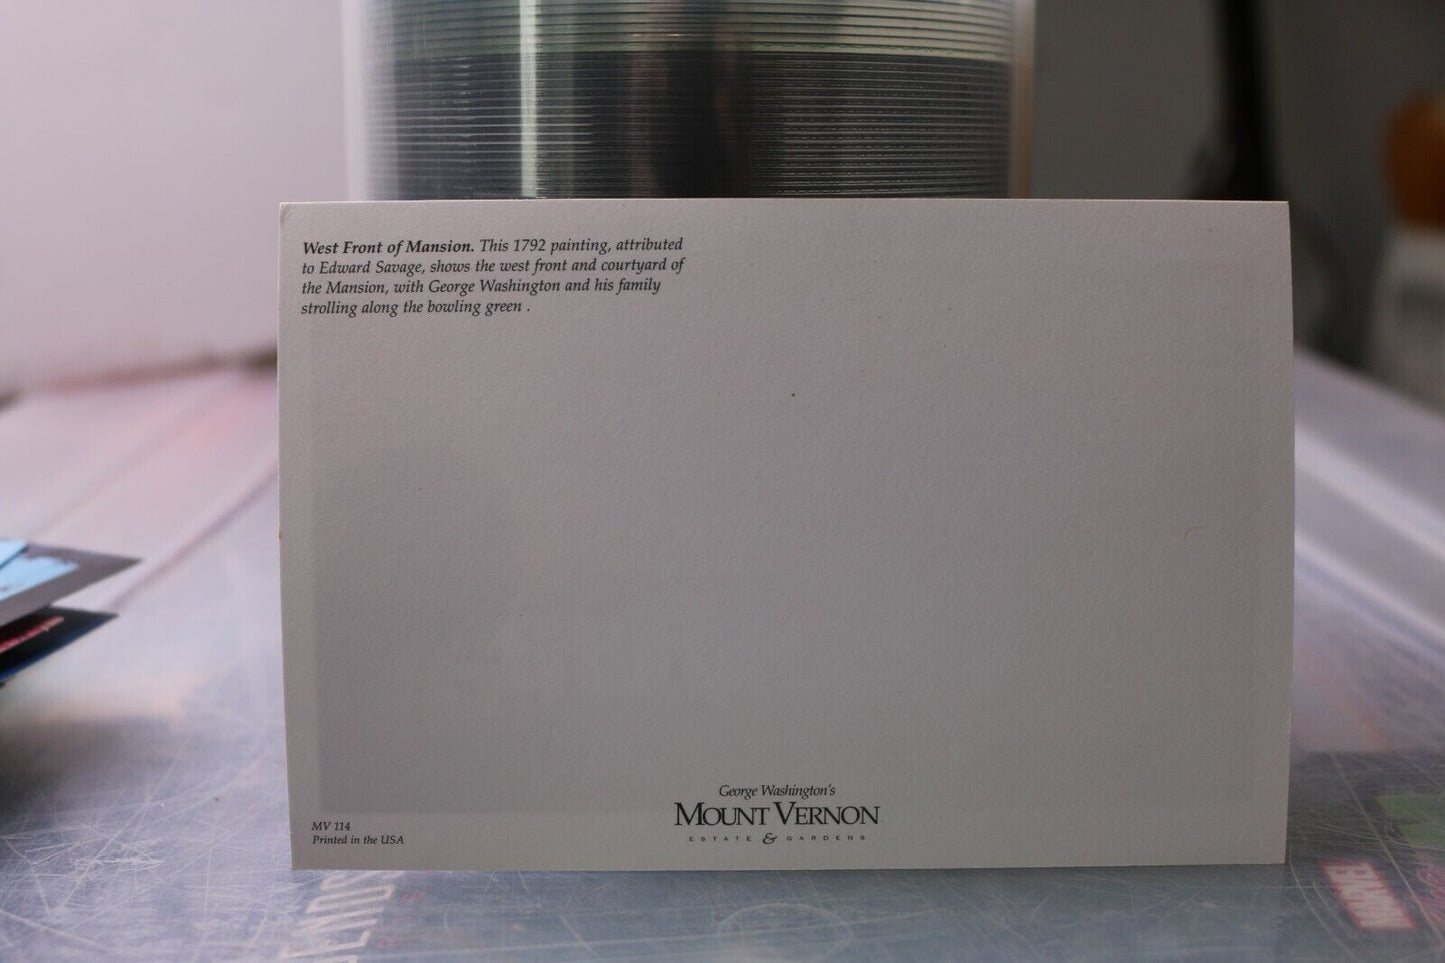 West Front of Mansion. This 1792 painting, attributed
to Edward Savage, shows the west front and courtyard of
the Mansion, with George Washington and his family
strolling along the bowling green .
George Washington's
MOUNT VERNON
ESTATE & GARDENS
MV 114
Printed in the USA